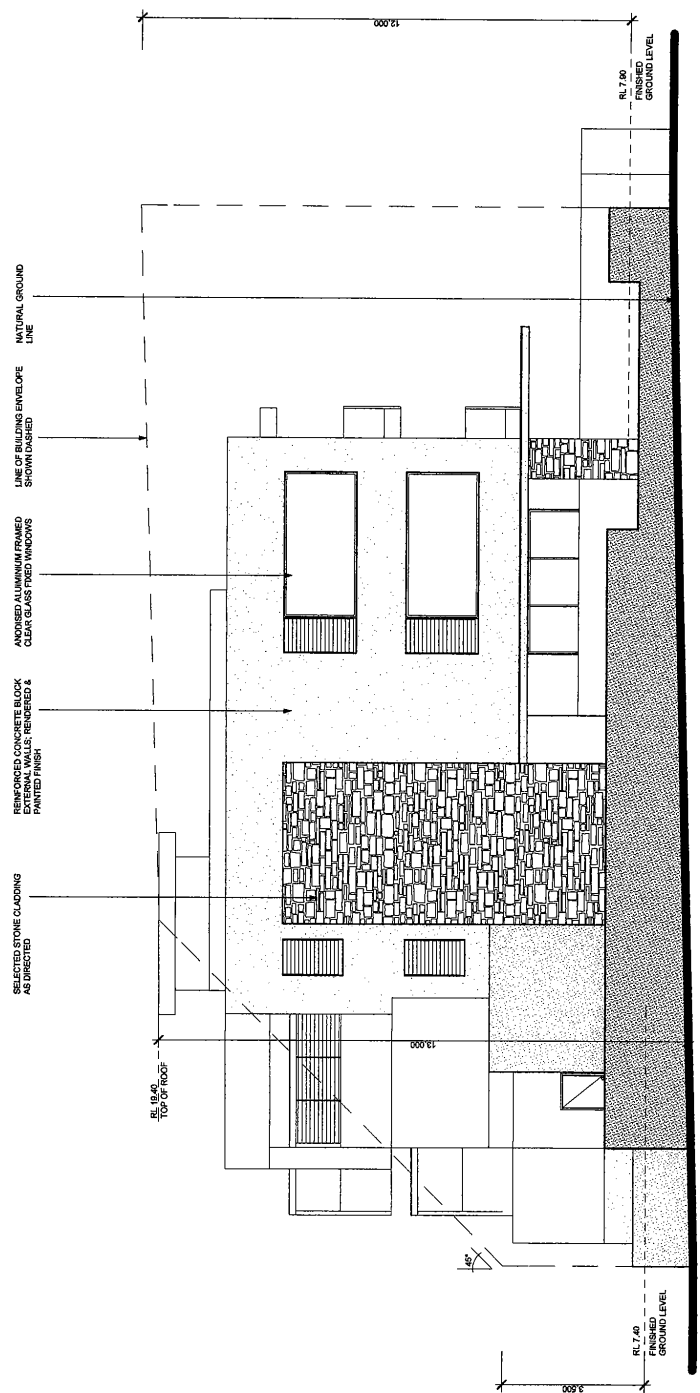 SELECTED STONE CLADDING
AS DIRECTED
REINFORCED CONCRETE BLOCK
EXTERNAL WALLS; RENDERED &
PAINTED FINISH
ANODISED ALUMINIUM FRAMED
CLEAR GLASS FIXED WINDOWS
LINE OF BUILDING ENVELOPE
SHOWN DASHED
NATURAL GROUND
LINE
12.000
RL 19.40
TOP OF ROOF
13.000
45°
3.500
RL 7.40
FINISHED
GROUND LEVEL
RL 7.90
FINISHED
GROUND LEVEL